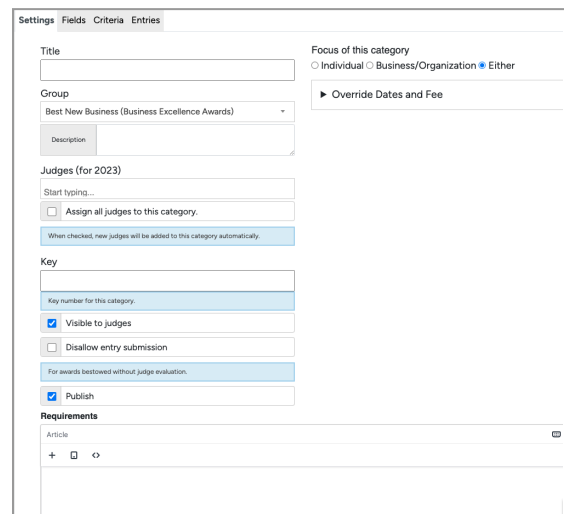 Settings Fields Criteria Entries
Title
Focus of this category
Individual Business/Organization Either
Group
Override Dates and Fee
Best New Business (Business Excellence Awards)
Description
Judges (for 2023)
Start typing...
Assign all judges to this category.
When checked, new judges will be added to this category automatically.
Key
Key number for this category.
Visible to judges
Disallow entry submission
For awards bestowed without judge evaluation.
Publish
Requirements
Article